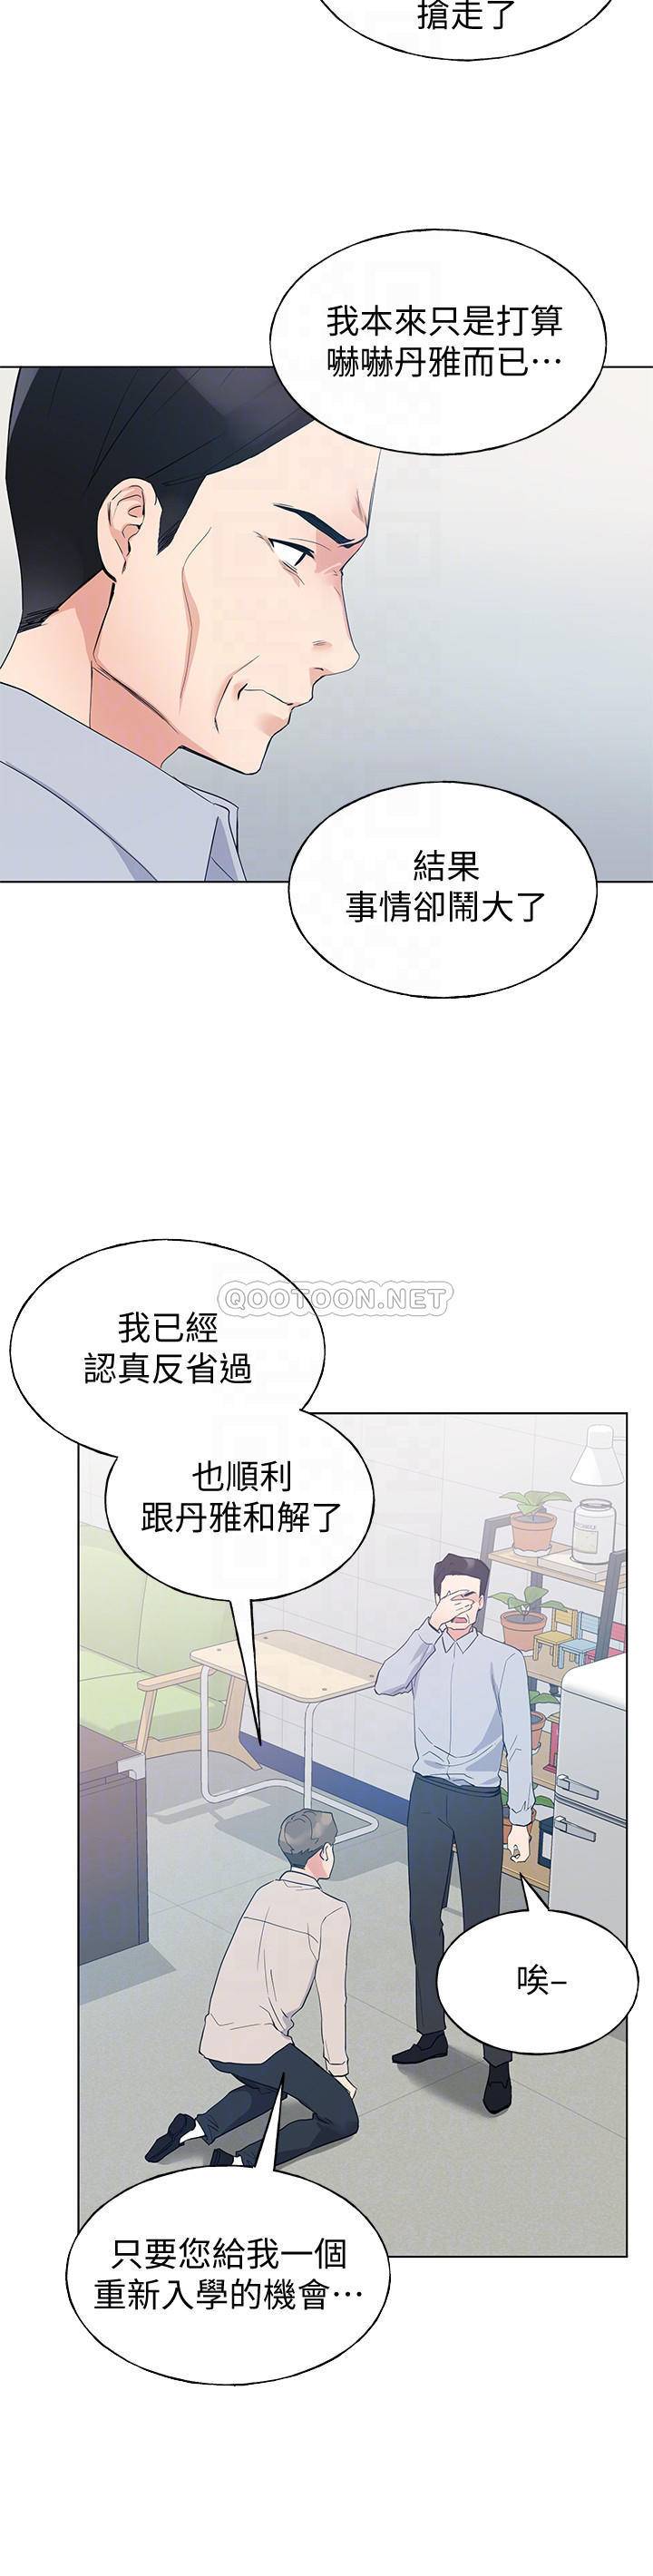 搶走了
我本來只是打算
嚇嚇丹雅而已⋯
結果
事情卻鬧大了
QOOTOON.NET
我已經
認真反省過
也順利
跟丹雅和解了
唉–
只要您給我一個
重新入學的機會⋯